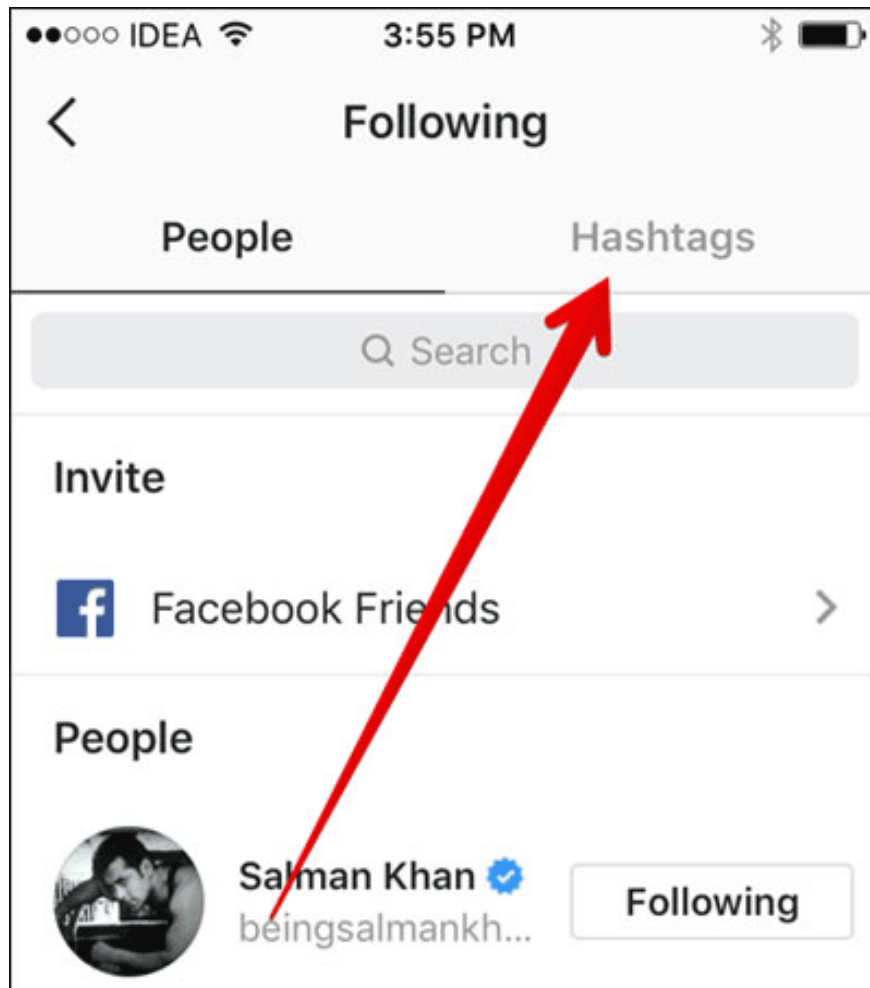 IDEA 3:55 PM
Following
People Hashtags
Search
Invite
Facebook Friends
People
Salman Khan
beingsalmankh...
Following